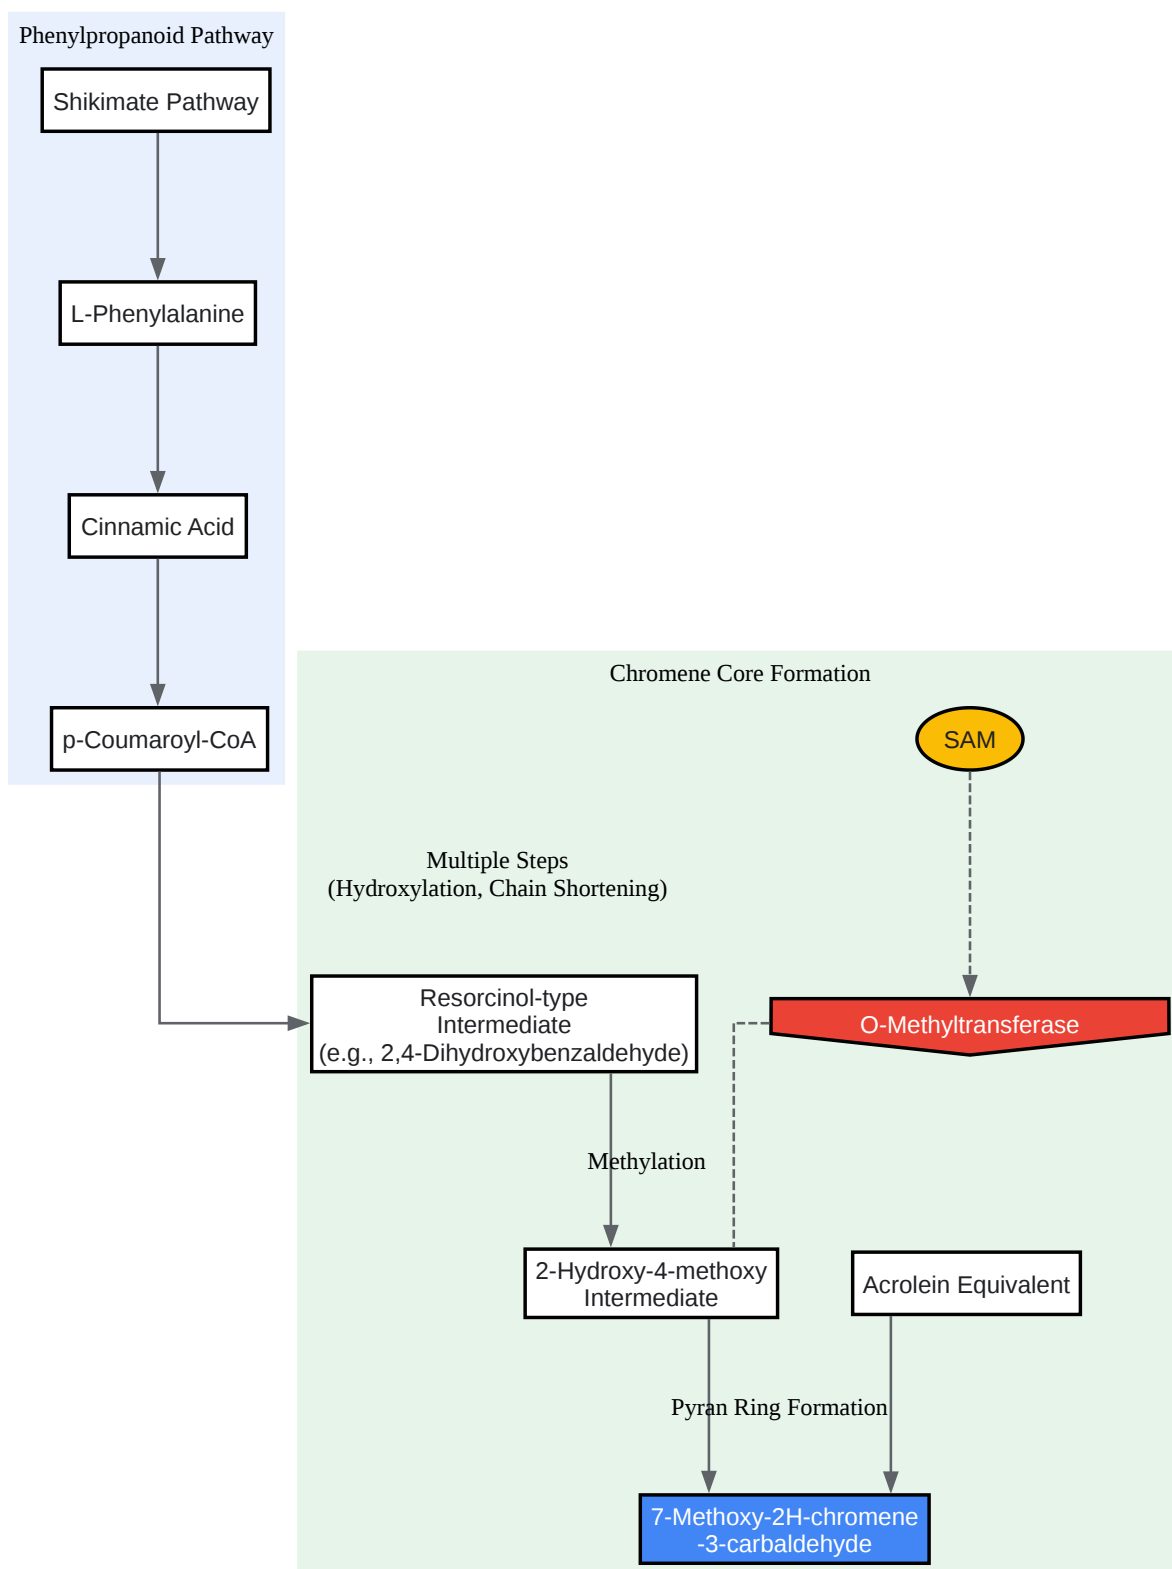 Phenylpropanoid Pathway
Shikimate Pathway
L-Phenylalanine
Cinnamic Acid
p-Coumaroyl-CoA
Chromene Core Formation
SAM
Multiple Steps
(Hydroxylation, Chain Shortening)
Resorcinol-type
Intermediate
(e.g., 2,4-Dihydroxybenzaldehyde)
O-Methyltransferase
Methylation
2-Hydroxy-4-methoxy
Intermediate
Acrolein Equivalent
Pyran Ring Formation
7-Methoxy-2H-chromene
-3-carbaldehyde